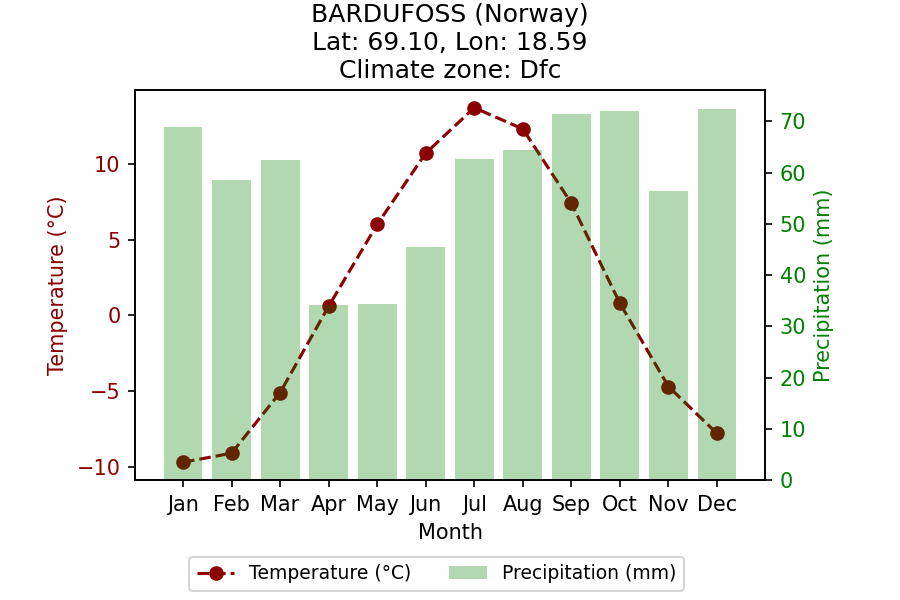 BARDUFOSS (Norway)
Lat: 69.10, Lon: 18.59
Climate zone: Dfc
Temperature (°C)
10
5
0
−5
−10
70
60
50
40
30
20
10
0
Precipitation (mm)
Jan Feb Mar Apr May Jun Jul Aug Sep Oct Nov Dec
Month
Temperature (°C) Precipitation (mm)